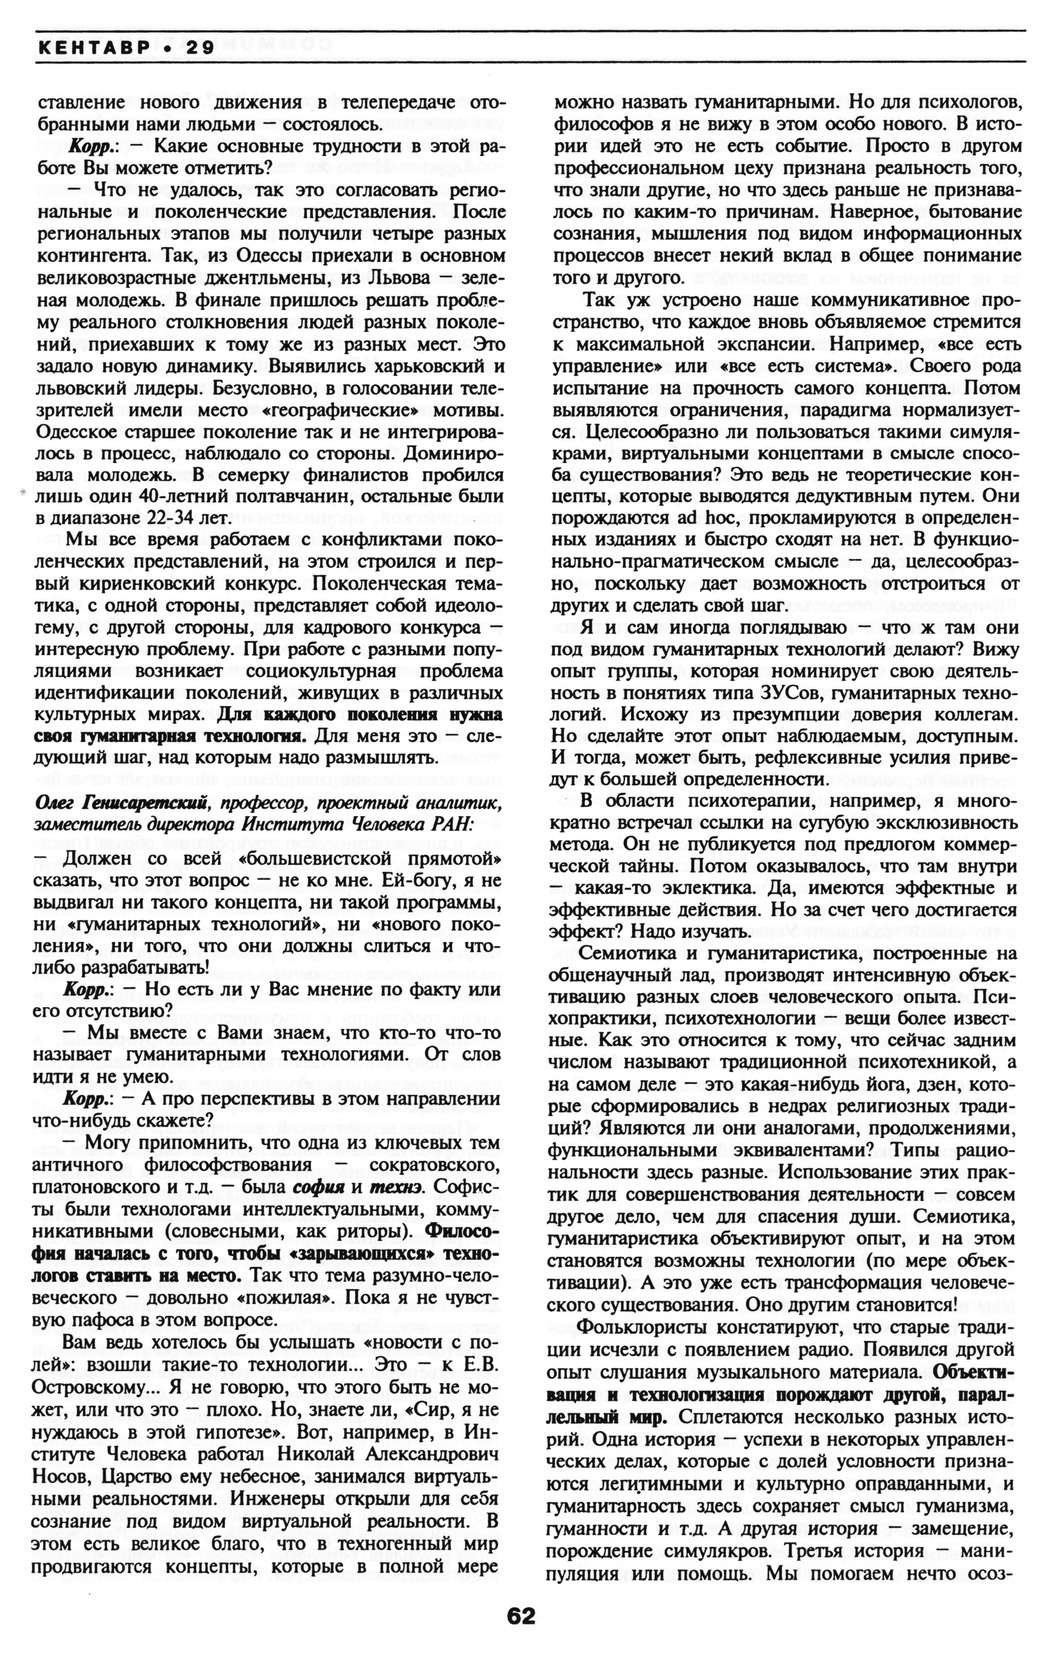 КЕНТАВР • 29
ставление нового движения в телепередаче ото-
бранными нами людьми — состоялось.
Корр.: — Какие основные трудности в этой ра-
боте Вы можете отметить?
— Что не удалось, так это согласовать регио-
нальные и поколенческие представления. После
региональных этапов мы получили четыре разных
контингента. Так, из Одессы приехали в основном
великовозрастные джентльмены, из Львова — зеле-
ная молодежь. В финале пришлось решать пробле-
му реального столкновения людей разных поколе-
ний, приехавших к тому же из разных мест. Это
задало новую динамику. Выявились харьковский и
львовский лидеры. Безусловно, в голосовании теле-
зрителей имели место «географические» мотивы.
Одесское старшее поколение так и не интегрирова-
лось в процесс, наблюдало со стороны. Доминиро-
вала молодежь. В семерку финалистов пробился
лишь один 40-летний полтавчанин, остальные были
в диапазоне 22-34 лет.
Мы все время работаем с конфликтами поко-
ленческих представлений, на этом строился и пер-
вый кириенковский конкурс. Поколенческая тема-
тика, с одной стороны, представляет собой идеоло-
гему, с другой стороны, для кадрового конкурса —
интересную проблему. При работе с разными попу-
ляциями возникает социокультурная проблема
идентификации поколений, живущих в различных
культурных мирах. Для каждого поколения нужна
своя гуманитарная технология. Для меня это — сле-
дующий шаг, над которым надо размышлять.
Олег Генисаретский, профессор, проектный аналитик,
заместитель директора Института Человека РАН:
— Должен со всей «большевистской прямотой»
сказать, что этот вопрос — не ко мне. Ей-богу, я не
выдвигал ни такого концепта, ни такой программы,
ни «гуманитарных технологий», ни «нового поко-
ления», ни того, что они должны слиться и что-
либо разрабатывать!
Корр.: — Но есть ли у Вас мнение по факту или
его отсутствию?
— Мы вместе с Вами знаем, что кто-то что-то
называет гуманитарными технологиями. От слов
идти я не умею.
Корр.: — А про перспективы в этом направлении
что-нибудь скажете?
— Могу припомнить, что одна из ключевых тем
античного философствования — сократовского,
платоновского и т.д. — была софия и технэ. Софис-
ты были технологами интеллектуальными, комму-
никативными (словесными, как риторы). Филосо-
фия началась с того, чтобы «зарывающихся» техно-
логов ставить на место. Так что тема разумно-чело-
веческого — довольно «пожилая». Пока я не чувст-
вую пафоса в этом вопросе.
Вам ведь хотелось бы услышать «новости с по-
лей»: взошли такие-то технологии... Это — к Е.В.
Островскому... Я не говорю, что этого быть не мо-
жет, или что это — плохо. Но, знаете ли, «Сир, я не
нуждаюсь в этой гипотезе». Вот, например, в Ин-
ституте Человека работал Николай Александрович
Носов, Царство ему небесное, занимался виртуаль-
ными реальностями. Инженеры открыли для себя
сознание под видом виртуальной реальности. В
этом есть великое благо, что в техногенный мир
продвигаются концепты, которые в полной мере
можно назвать гуманитарными. Но для психологов,
философов я не вижу в этом особо нового. В исто-
рии идей это не есть событие. Просто в другом
профессиональном цеху признана реальность того,
что знали другие, но что здесь раньше не признава-
лось по каким-то причинам. Наверное, бытование
сознания, мышления под видом информационных
процессов внесет некий вклад в общее понимание
того и другого.
Так уж устроено наше коммуникативное про-
странство, что каждое вновь объявляемое стремится
к максимальной экспансии. Например, «все есть
управление» или «все есть система». Своего рода
испытание на прочность самого концепта. Потом
выявляются ограничения, парадигма нормализует-
ся. Целесообразно ли пользоваться такими симуля-
крами, виртуальными концептами в смысле спосо-
ба существования? Это ведь не теоретические кон-
цепты, которые выводятся дедуктивным путем. Они
порождаются ad hoc, прокламируются в определен-
ных изданиях и быстро сходят на нет. В функцио-
нально-прагматическом смысле — да, целесообраз-
но, поскольку дает возможность отстроиться от
других и сделать свой шаг.
Я и сам иногда поглядываю — что ж там они
под видом гуманитарных технологий делают? Вижу
опыт группы, которая номинирует свою деятель-
ность в понятиях типа ЗУСов, гуманитарных техно-
логий. Исхожу из презумпции доверия коллегам.
Но сделайте этот опыт наблюдаемым, доступным.
И тогда, может быть, рефлексивные усилия приве-
дут к большей определенности.
В области психотерапии, например, я много-
кратно встречал ссылки на сугубую эксклюзивность
метода. Он не публикуется под предлогом коммер-
ческой тайны. Потом оказывалось, что там внутри
— какая-то эклектика. Да, имеются эффектные и
эффективные действия. Но за счет чего достигается
эффект? Надо изучать.
Семиотика и гуманитаристика, построенные на
общенаучный лад, производят интенсивную объек-
тивацию разных слоев человеческого опыта. Пси-
хопрактики, психотехнологии — вещи более извест-
ные. Как это относится к тому, что сейчас задним
числом называют традиционной психотехникой, а
на самом деле — это какая-нибудь йога, дзен, кото-
рые сформировались в недрах религиозных тради-
ций? Являются ли они аналогами, продолжениями,
функциональными эквивалентами? Типы рацио-
нальности здесь разные. Использование этих прак-
тик для совершенствования деятельности — совсем
другое дело, чем для спасения души. Семиотика,
гуманитаристика объективируют опыт, и на этом
становятся возможны технологии (по мере объек-
тивации). А это уже есть трансформация человече-
ского существования. Оно другим становится!
Фольклористы констатируют, что старые тради-
ции исчезли с появлением радио. Появился другой
опыт слушания музыкального материала. Объекти-
вация и технологизация порождают другой, парал-
лельный мир. Сплетаются несколько разных исто-
рий. Одна история — успехи в некоторых управлен-
ческих делах, которые с долей условности призна-
ются легитимными и культурно оправданными, и
гуманитарность здесь сохраняет смысл гуманизма,
гуманности и т.д. А другая история — замещение,
порождение симулякров. Третья история — мани-
пуляция или помощь. Мы помогаем нечто осоз-
62